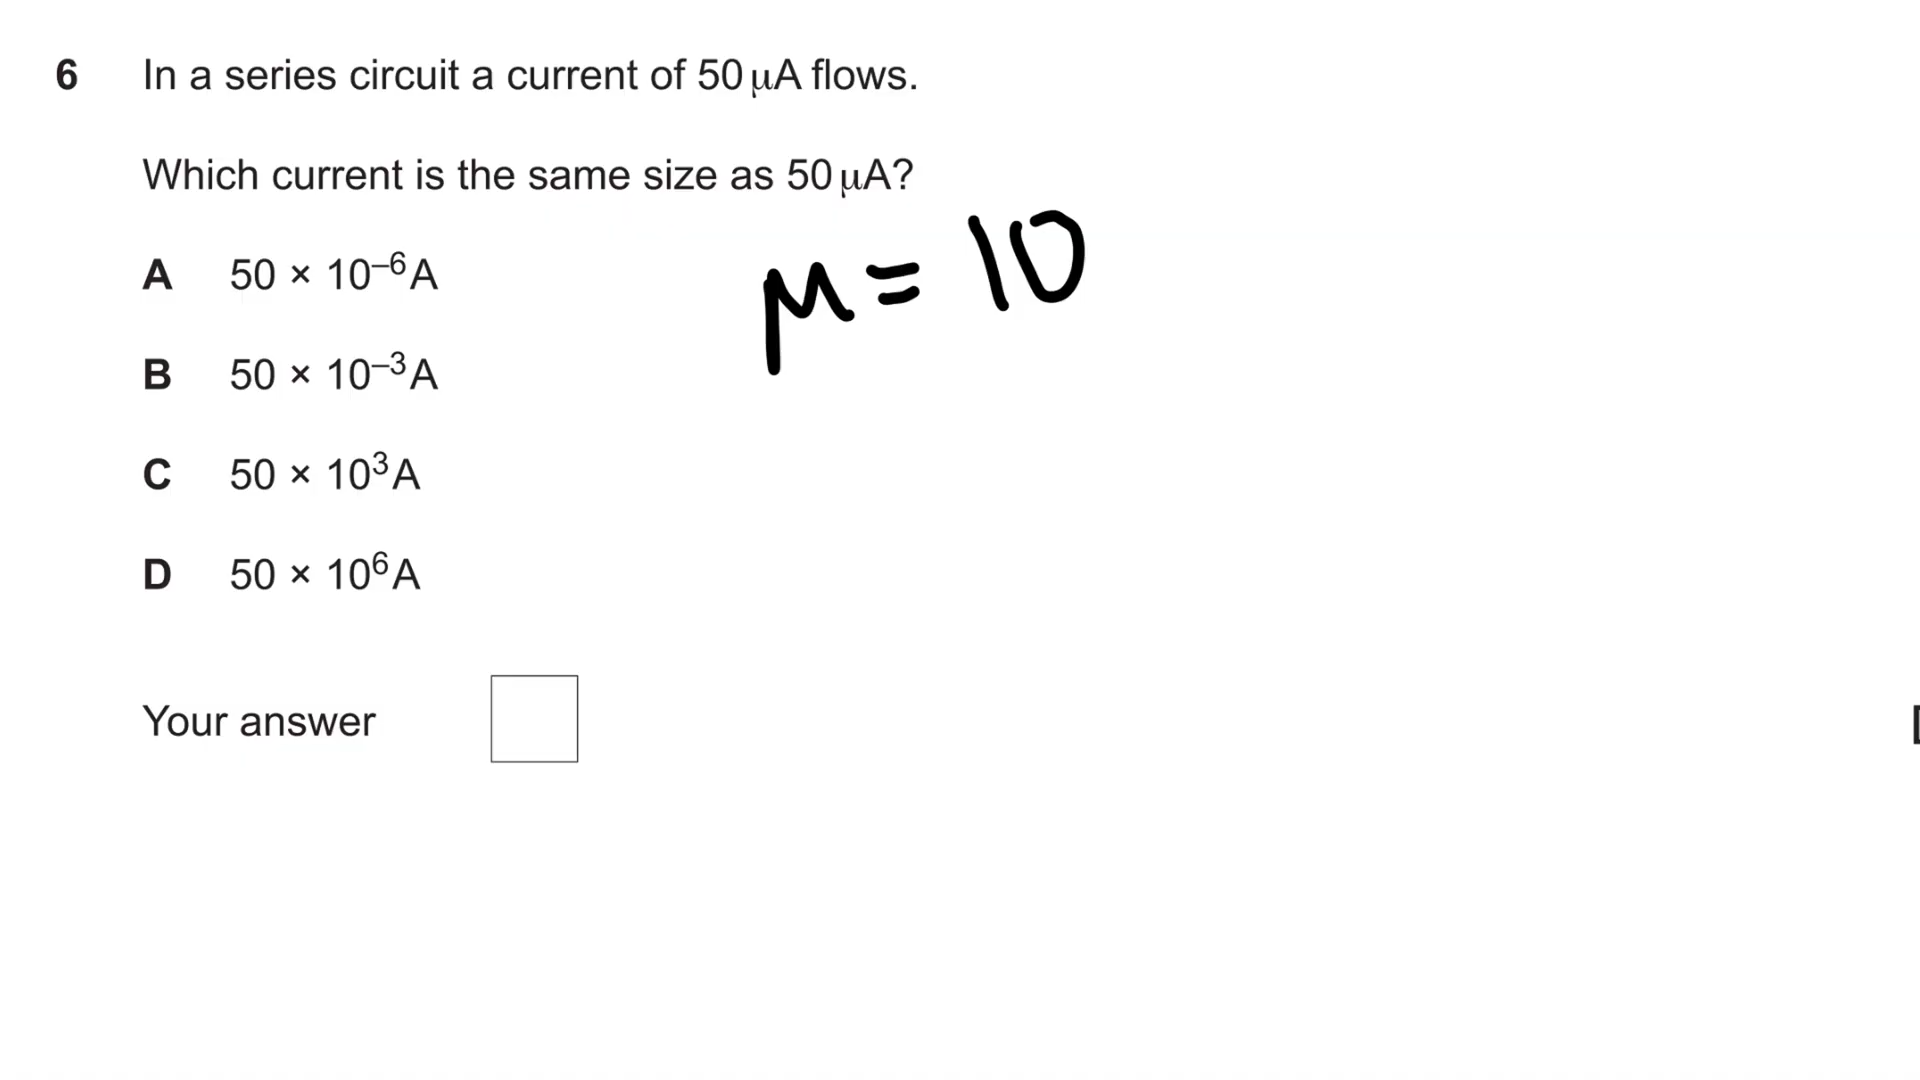 6 In a series circuit a current of 50 μA flows.
Which current is the same size as 50 μA?
μ = 10
A 50 × 10⁻⁶ A
B 50 × 10⁻³ A
C 50 × 10³ A
D 50 × 10⁶ A
Your answer